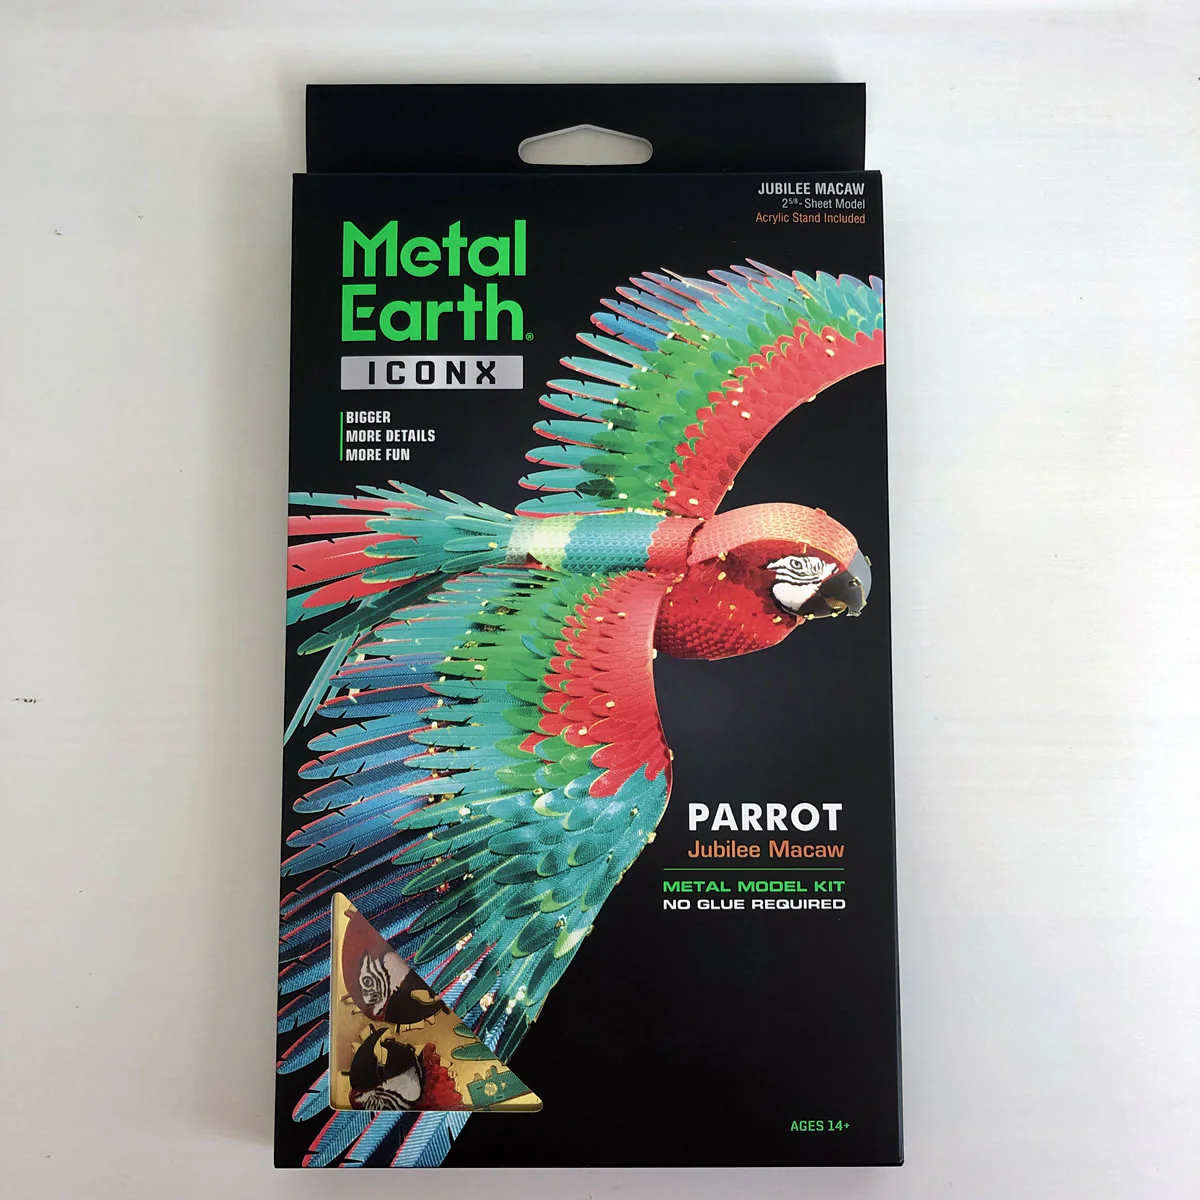 JUBILEE MACAW
2⁵/⁸- Sheet Model
Acrylic Stand Included
Metal
Earth®
ICONX
BIGGER
MORE DETAILS
MORE FUN
PARROT
Jubilee Macaw
METAL MODEL KIT
NO GLUE REQUIRED
AGES 14+